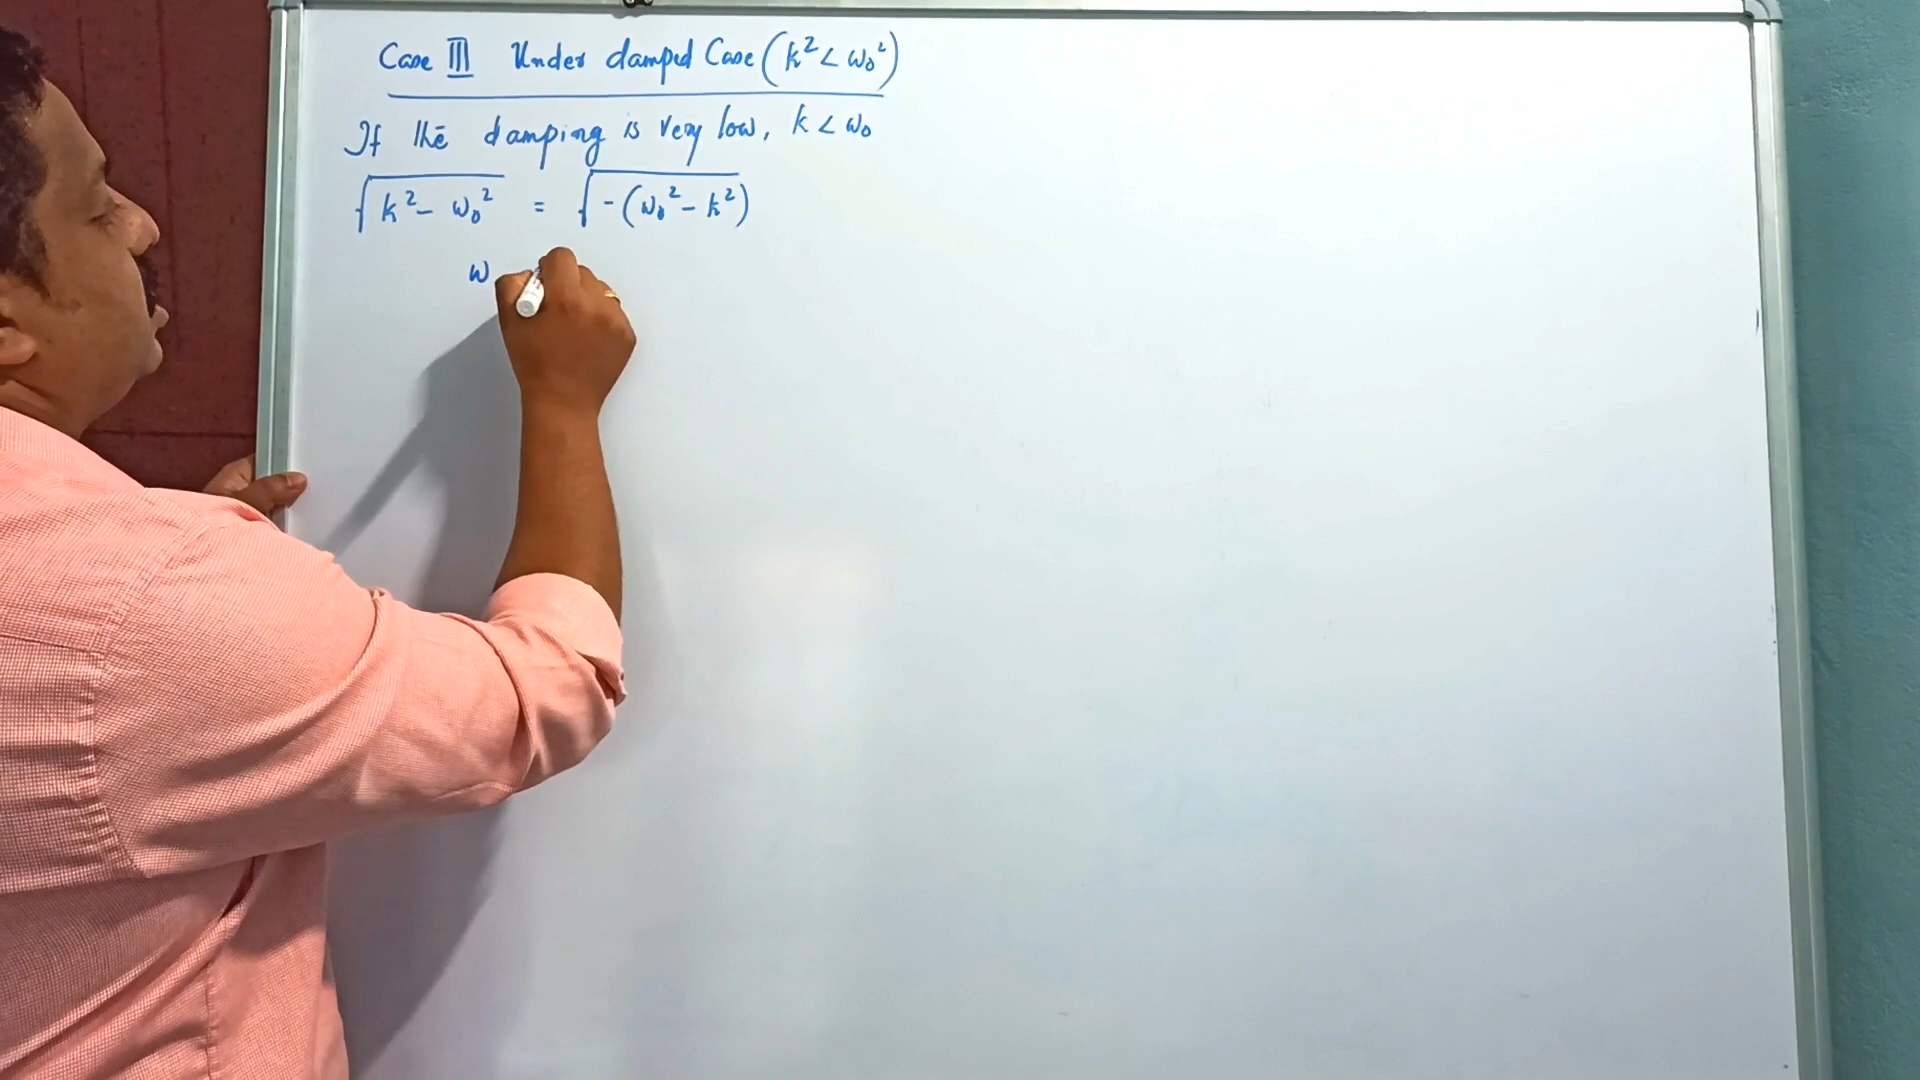 Case III Under damped Case (k² < ω₀²)
If the damping is very low, k < ω₀
√(k² - ω₀²) = √(-(ω₀² - k²))
ω